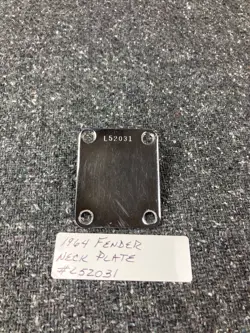 L52031
1964 FENDER
NECK PLATE
#L52031